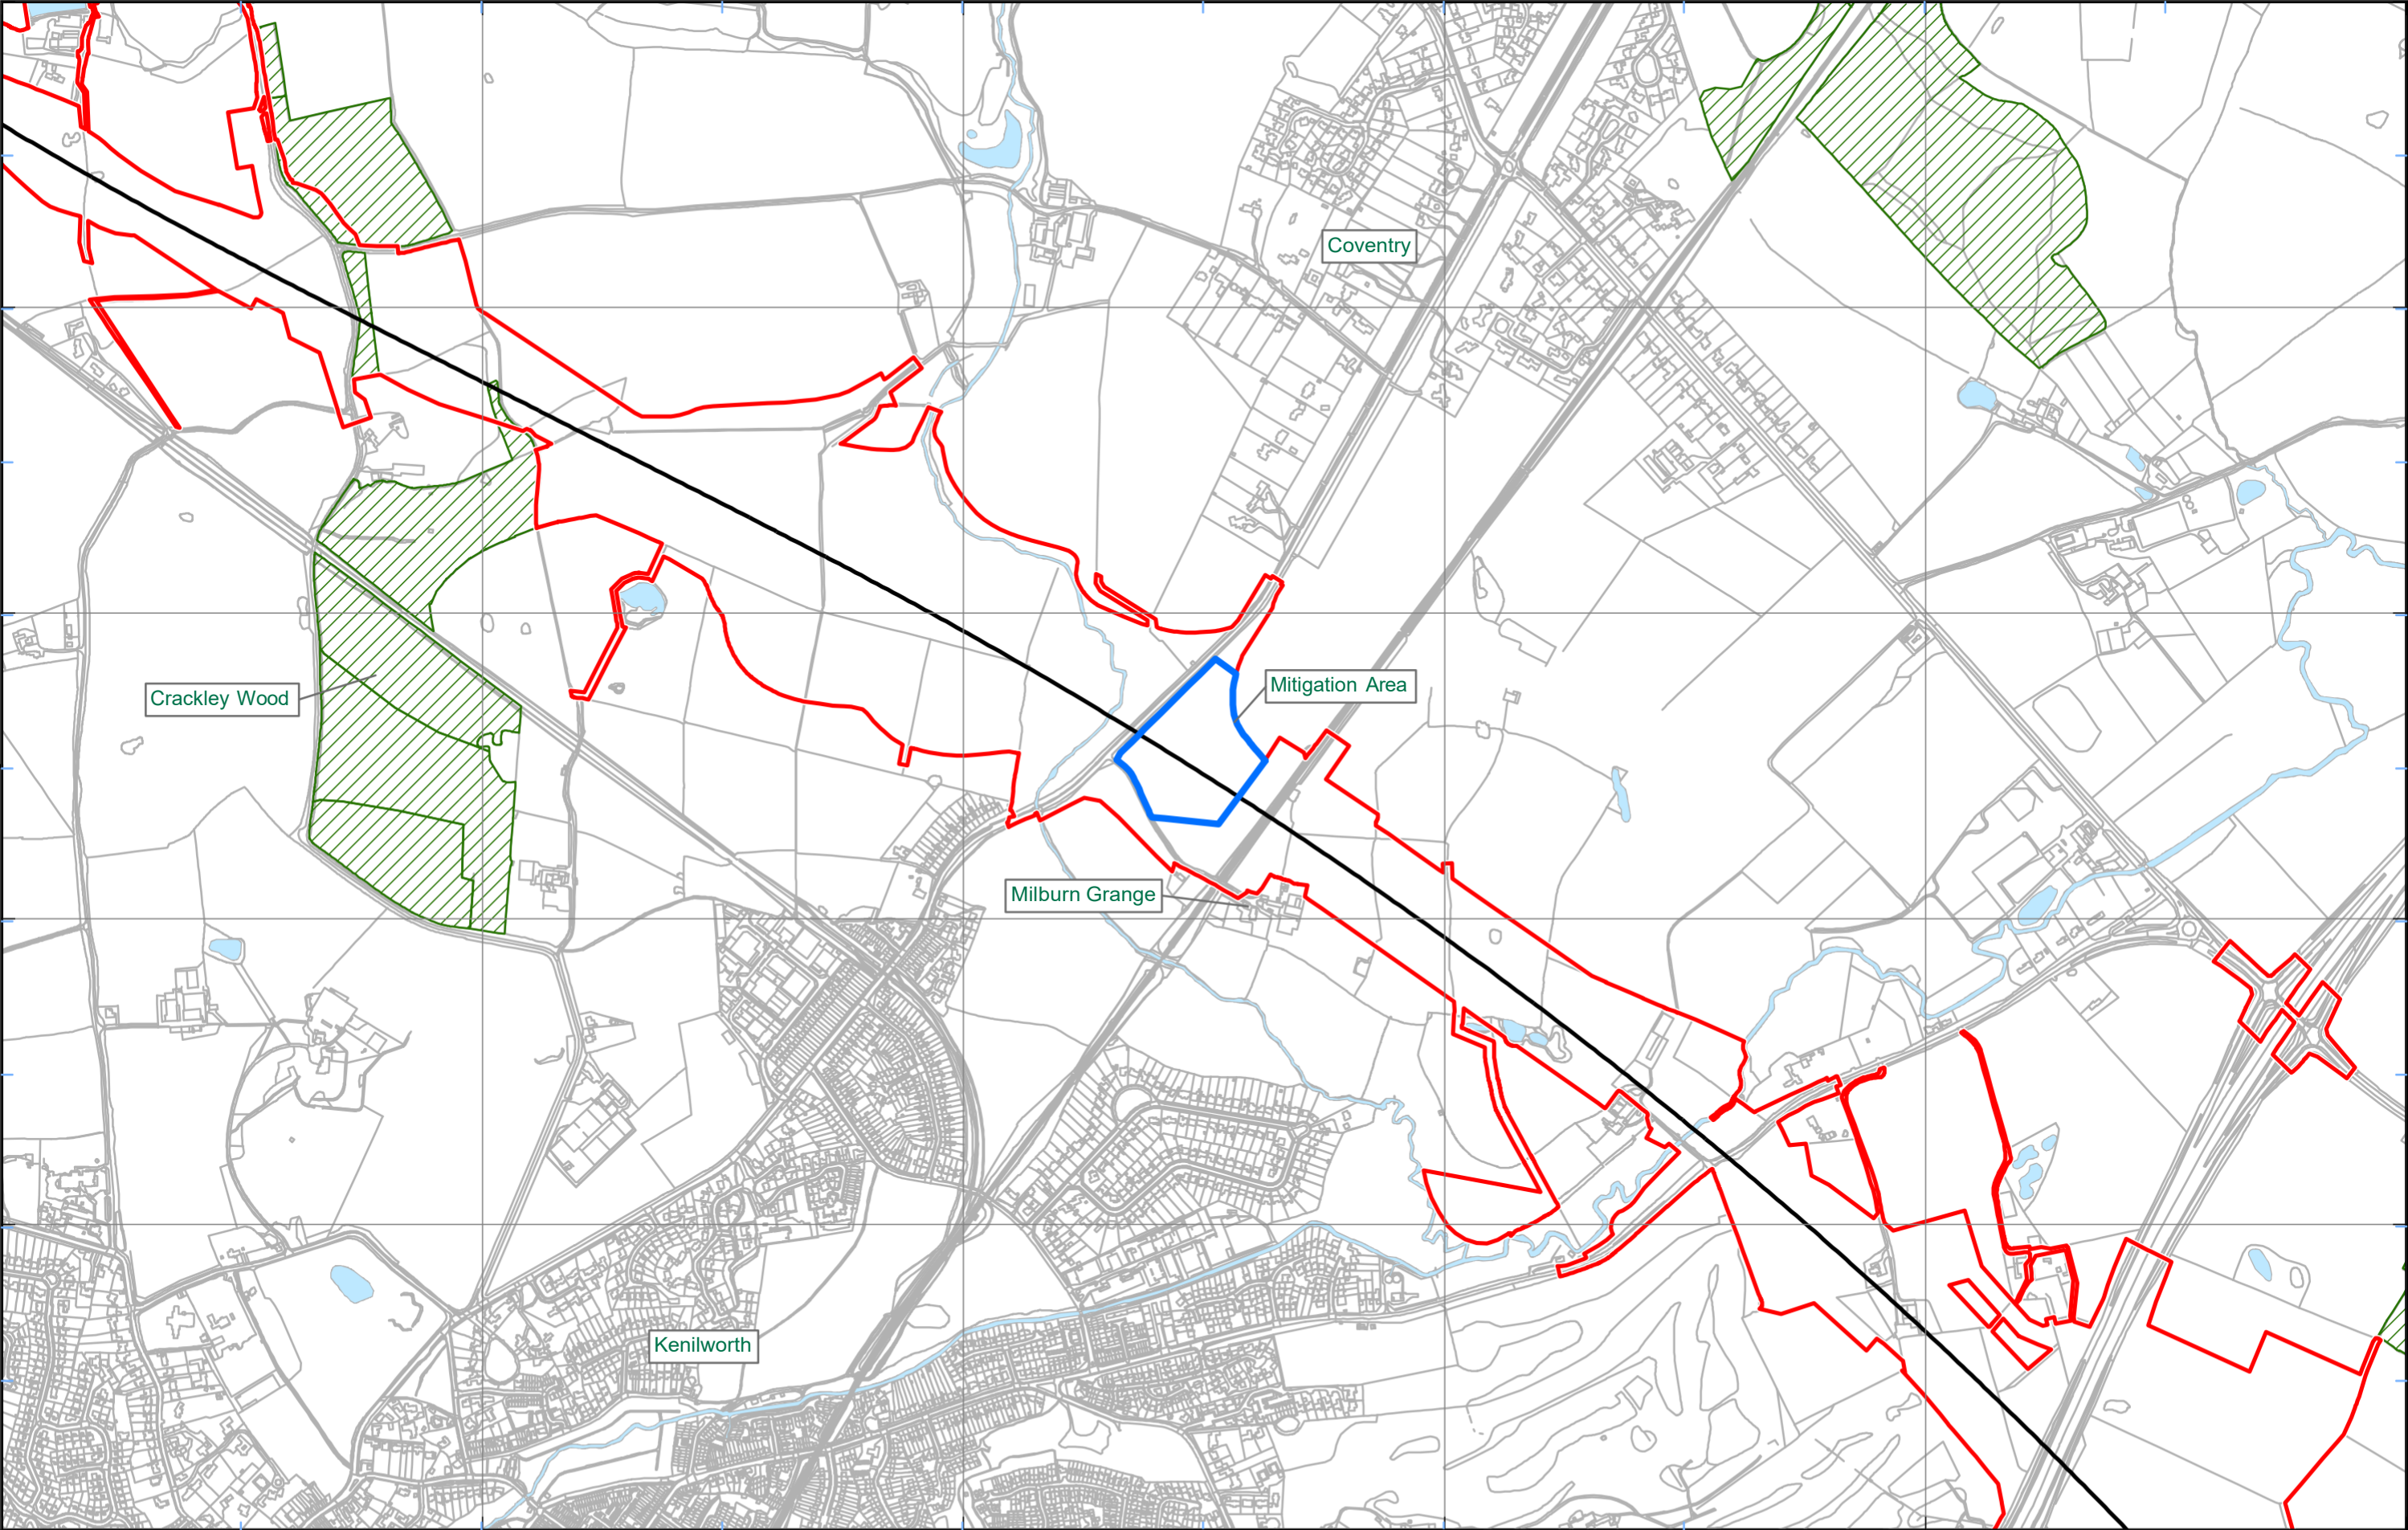 Coventry
Mitigation Area
Crackley Wood
Milburn Grange
Kenilworth